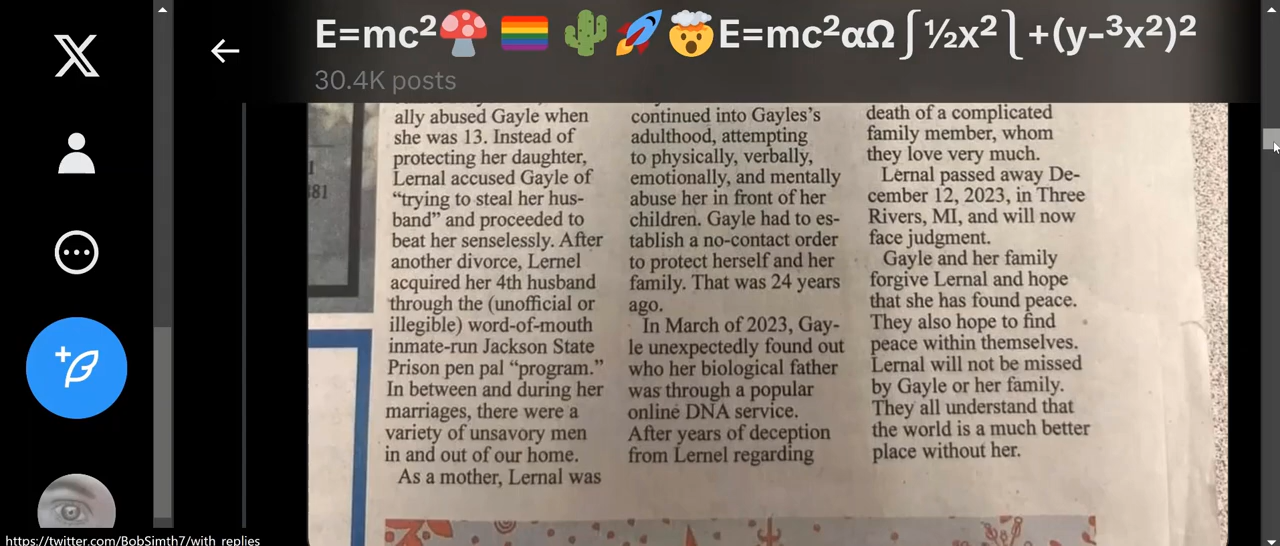 E=mc²🍄 🏳️‍🌈 🌵🚀🤯E=mc²αΩ⌠½x²⎱+(y-³x²)²
30.4K posts
ally abused Gayle when
she was 13. Instead of
protecting her daughter,
Lernal accused Gayle of
“trying to steal her hus-
band” and proceeded to
beat her senselessly. After
another divorce, Lernel
acquired her 4th husband
through the (unofficial or
illegible) word-of-mouth
inmate-run Jackson State
Prison pen pal “program.”
In between and during her
marriages, there were a
variety of unsavory men
in and out of our home.
As a mother, Lernal was
continued into Gayles’s
adulthood, attempting
to physically, verbally,
emotionally, and mentally
abuse her in front of her
children. Gayle had to es-
tablish a no-contact order
to protect herself and her
family. That was 24 years
ago.
In March of 2023, Gay-
le unexpectedly found out
who her biological father
was through a popular
online DNA service.
After years of deception
from Lernel regarding
death of a complicated
family member, whom
they love very much.
Lernal passed away De-
cember 12, 2023, in Three
Rivers, MI, and will now
face judgment.
Gayle and her family
forgive Lernal and hope
that she has found peace.
They also hope to find
peace within themselves.
Lernal will not be missed
by Gayle or her family.
They all understand that
the world is a much better
place without her.
381
https://twitter.com/BobSimth7/with_replies